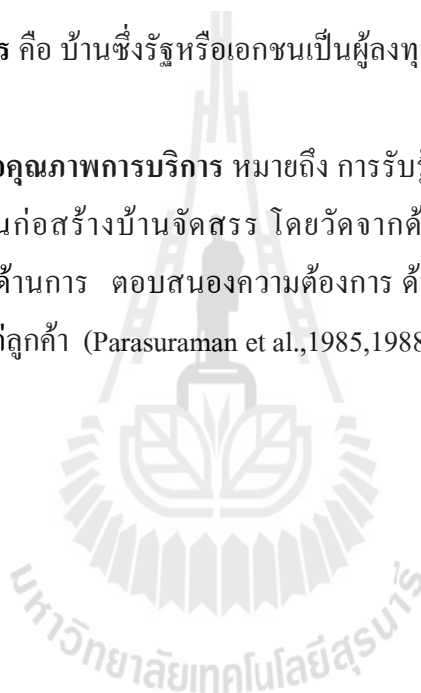 ร คือ บ้านซึ่งรัฐหรือเอกชนเป็นผู้ลงทุ
อคุณภาพการบริการ หมายถึง การรับรู้
นก่อสร้างบ้านจัดสรร โดยวัดจากด้
ด้านการ ตอบสนองความต้องการ ด้
ก่ลูกค้า (Parasuraman et al.,1985,1988
มหาวิทยาลัยเทคโนโลยีสุรนารี